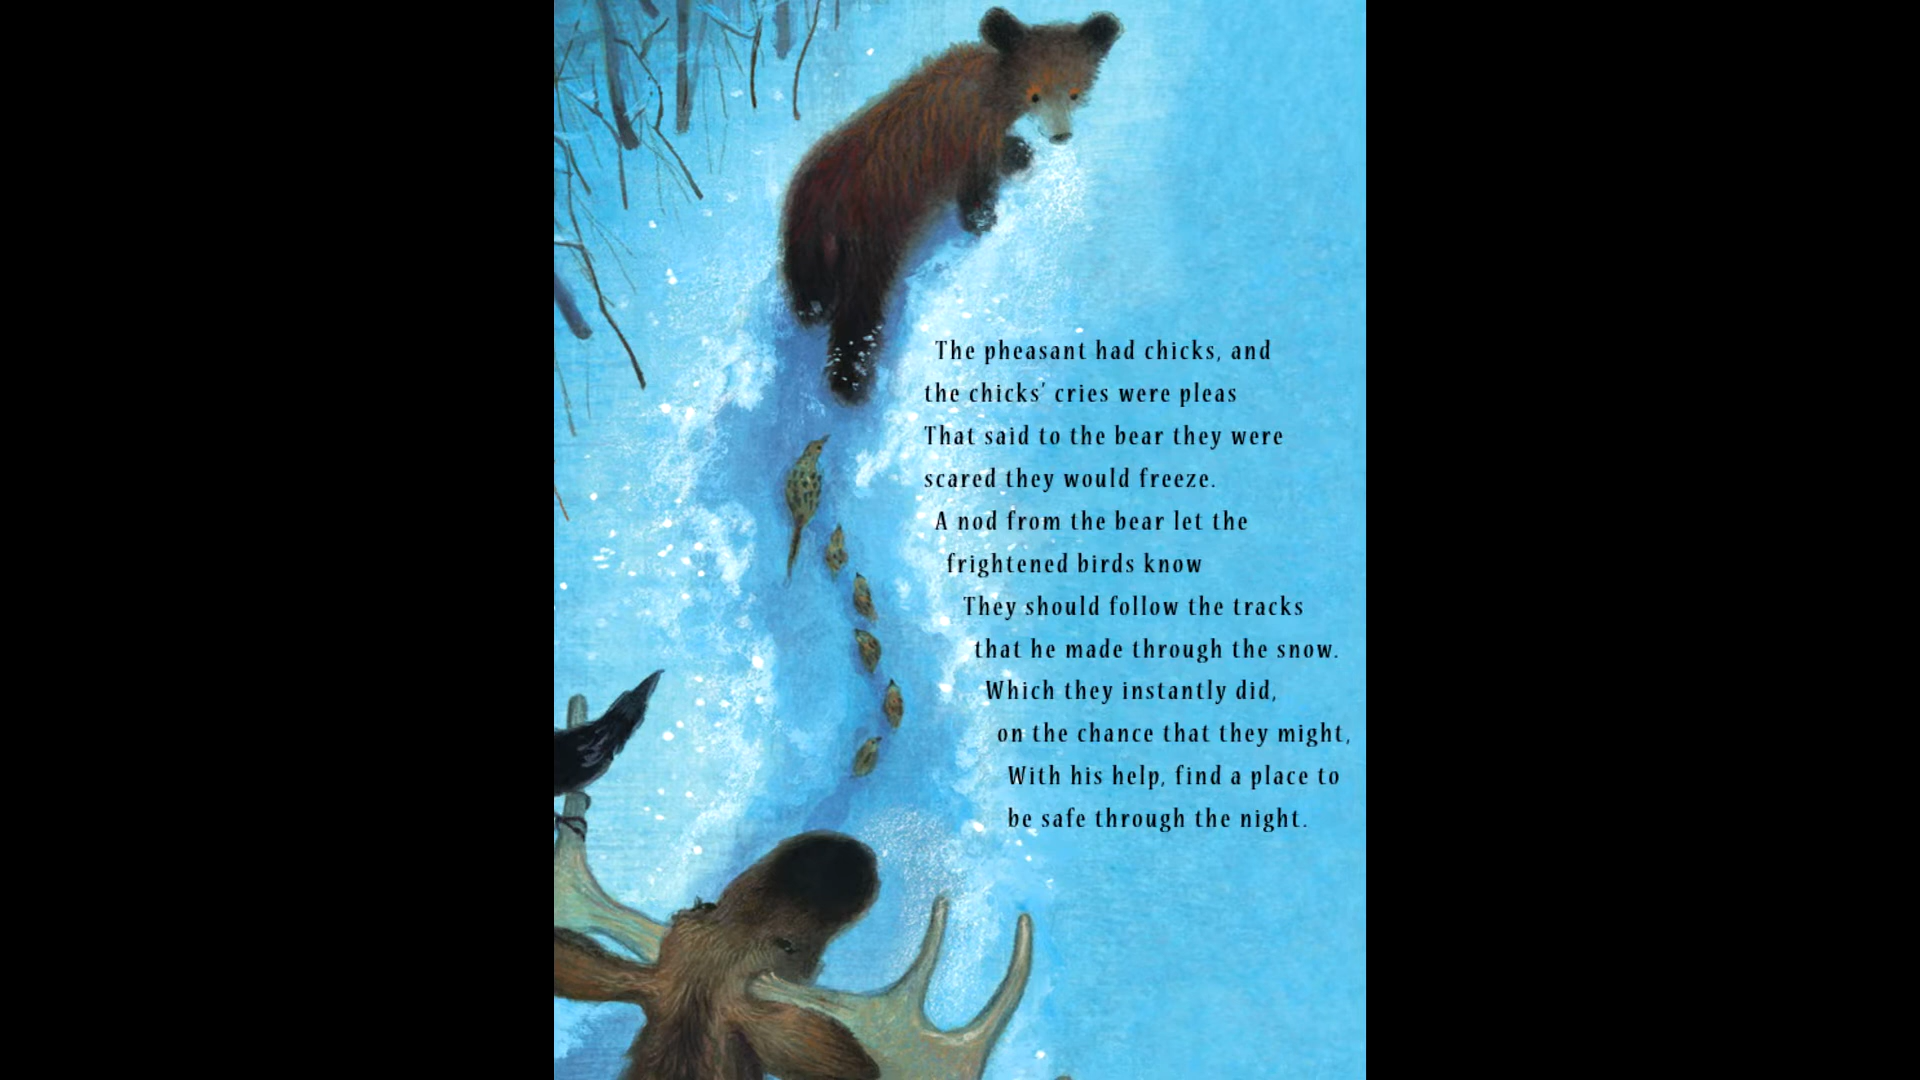 The pheasant had chicks, and
the chicks' cries were pleas
That said to the bear they were
scared they would freeze.
A nod from the bear let the
frightened birds know
They should follow the tracks
that he made through the snow.
Which they instantly did,
on the chance that they might,
With his help, find a place to
be safe through the night.